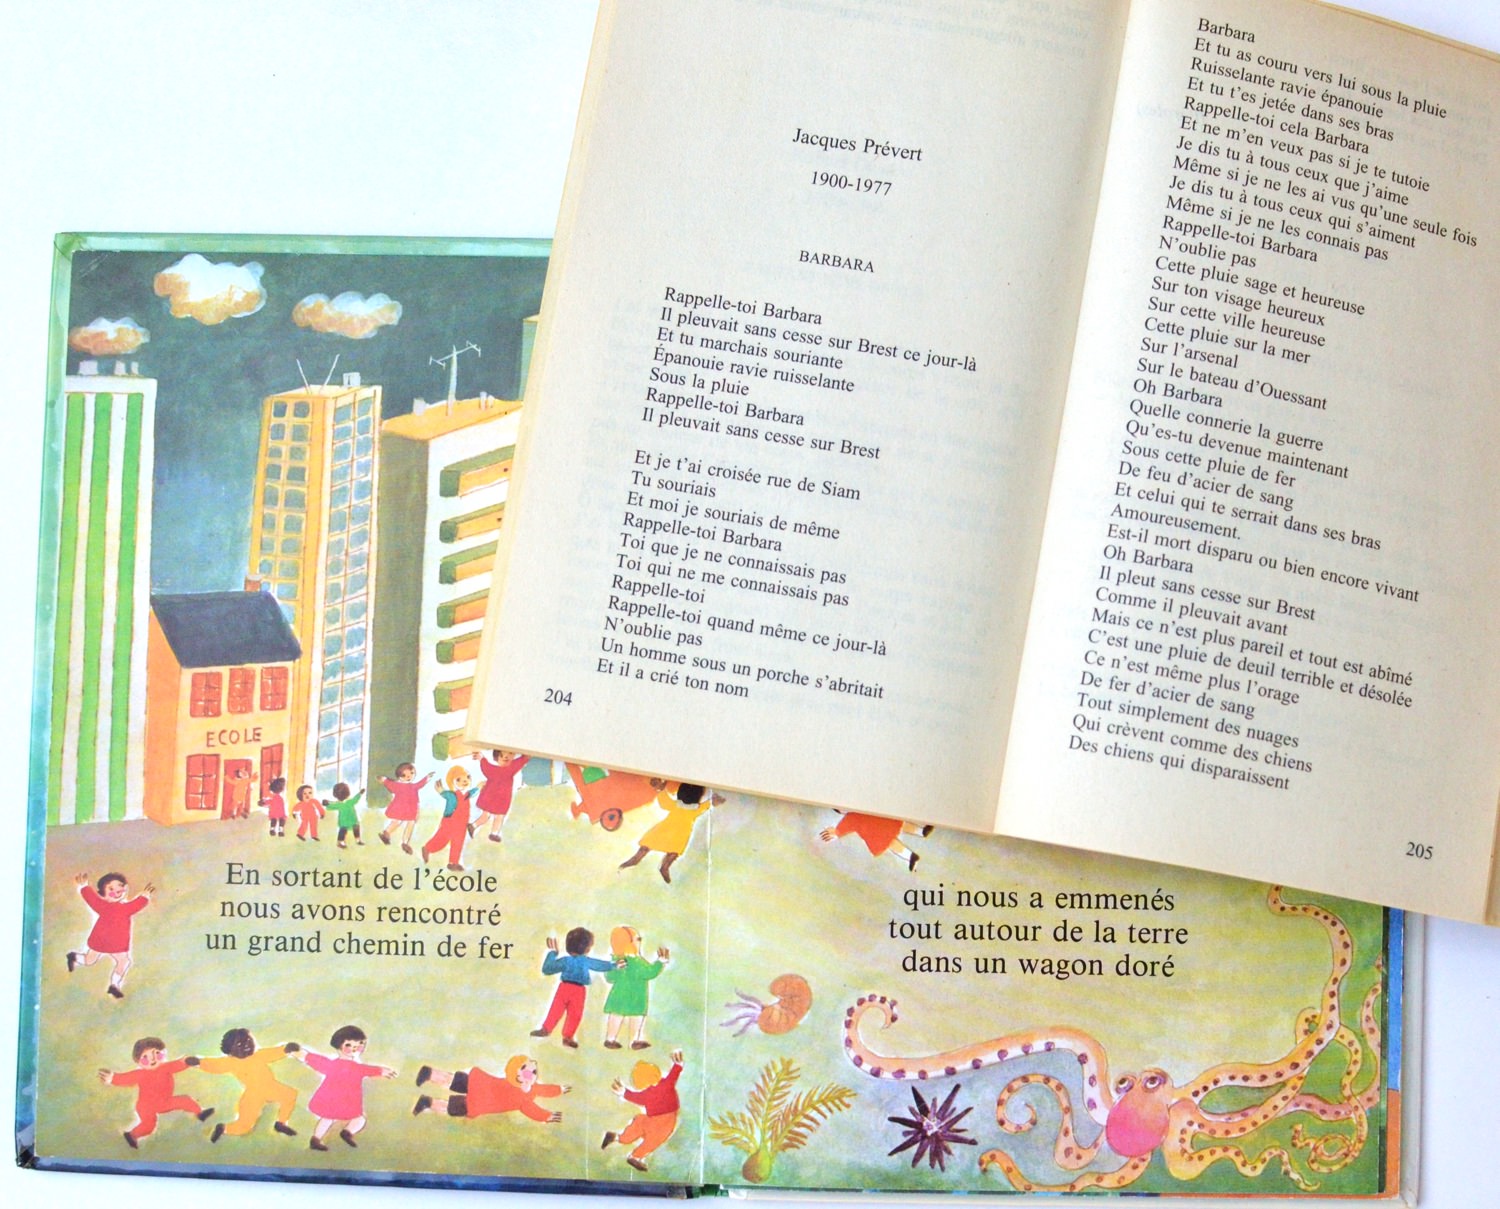 Jacques Prévert
1900-1977
BARBARA
Rappelle-toi Barbara
Il pleuvait sans cesse sur Brest ce jour-là
Et tu marchais souriante
Épanouie ravie ruisselante
Sous la pluie
Rappelle-toi Barbara
Il pleuvait sans cesse sur Brest
Et je t'ai croisée rue de Siam
Tu souriais
Et moi je souriais de même
Rappelle-toi Barbara
Toi que je ne connaissais pas
Toi qui ne me connaissais pas
Rappelle-toi
Rappelle-toi quand même ce jour-là
N'oublie pas
Un homme sous un porche s'abritait
Et il a crié ton nom
204
Barbara
Et tu as couru vers lui sous la pluie
Ruisselante ravie épanouie
Et tu t'es jetée dans ses bras
Rappelle-toi cela Barbara
Et ne m'en veux pas si je te tutoie
Je dis tu à tous ceux que j'aime
Même si je ne les ai vus qu'une seule fois
Je dis tu à tous ceux qui s'aiment
Même si je ne les connais pas
Rappelle-toi Barbara
N'oublie pas
Cette pluie sage et heureuse
Sur ton visage heureux
Sur cette ville heureuse
Cette pluie sur la mer
Sur l'arsenal
Sur le bateau d'Ouessant
Oh Barbara
Quelle connerie la guerre
Qu'es-tu devenue maintenant
Sous cette pluie de fer
De feu d'acier de sang
Et celui qui te serrait dans ses bras
Amoureusement.
Est-il mort disparu ou bien encore vivant
Oh Barbara
Il pleut sans cesse sur Brest
Comme il pleuvait avant
Mais ce n'est plus pareil et tout est abîmé
C'est une pluie de deuil terrible et désolée
Ce n'est même plus l'orage
De fer d'acier de sang
Tout simplement des nuages
Qui crèvent comme des chiens
Des chiens qui disparaissent
205
ECOLE
En sortant de l'école
nous avons rencontré
un grand chemin de fer
qui nous a emmenés
tout autour de la terre
dans un wagon doré